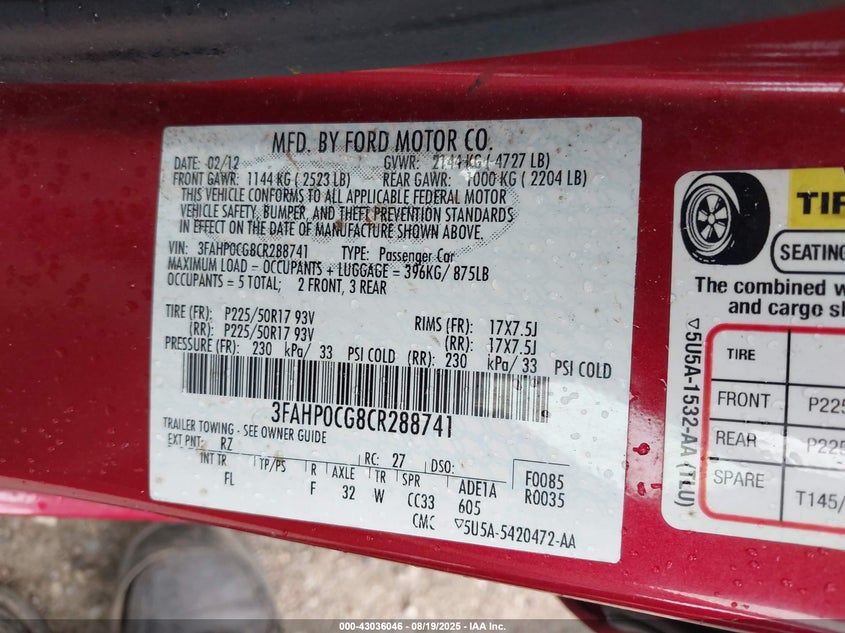 MFD. BY FORD MOTOR CO.
DATE: 02/12 GVWR: 2144 KG ( 4727 LB)
FRONT GAWR: 1144 KG ( 2523 LB) REAR GAWR: 1000 KG ( 2204 LB)
THIS VEHICLE CONFORMS TO ALL APPLICABLE FEDERAL MOTOR
VEHICLE SAFETY, BUMPER, AND THEFT PREVENTION STANDARDS
IN EFFECT ON THE DATE OF MANUFACTURE SHOWN ABOVE.
VIN: 3FAHP0CG8CR288741 TYPE: Passenger Car
MAXIMUM LOAD = OCCUPANTS + LUGGAGE = 396KG/ 875LB
OCCUPANTS = 5 TOTAL; 2 FRONT, 3 REAR
TIRE (FR): P225/50R17 93V RIMS (FR): 17X7.5J
(RR): P225/50R17 93V (RR): 17X7.5J
PRESSURE (FR): 230 kPa/ 33 PSI COLD (RR): 230 kPa/ 33 PSI COLD
3FAHP0CG8CR288741
TRAILER TOWING - SEE OWNER GUIDE
EXT PNT: RZ RC: 27 DSO: F0085
INT TR TP/PS R AXLE TR SPR ADE1A R0035
FL F 32 W CC33 605
CMC ▽5U5A-5420472-AA
TIR
SEATING
The combined w
and cargo sh
TIRE
FRONT P225
REAR P225
SPARE T145/
▽5U5A-1532-AA (TLU)
000-43036046 - 08/19/2025 - IAA Inc.